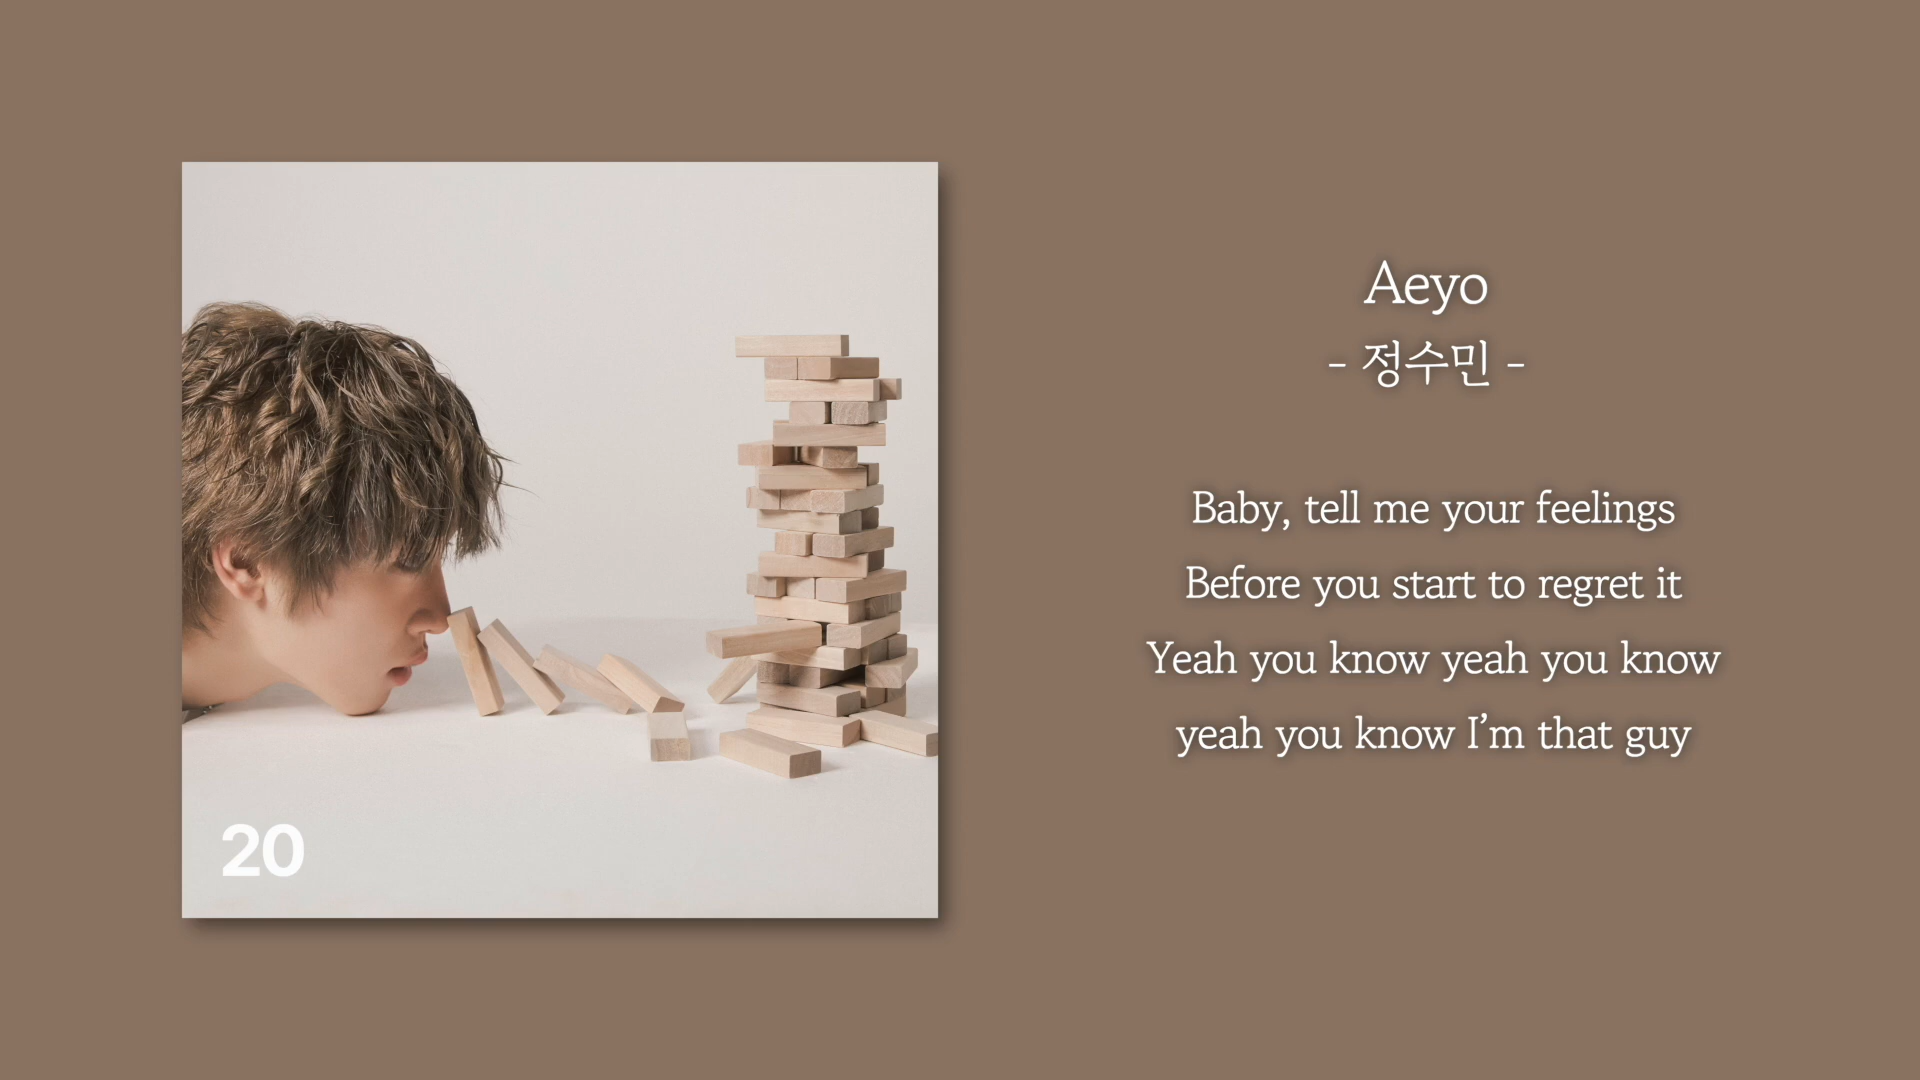 Aeyo
- 정수민 -
Baby, tell me your feelings
Before you start to regret it
Yeah you know yeah you know
yeah you know I'm that guy
20